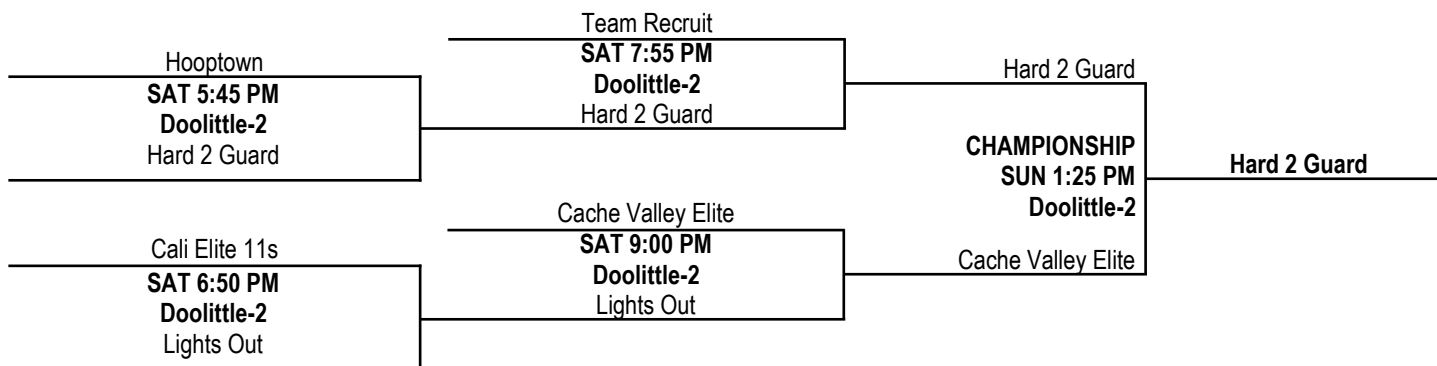 Team Recruit
SAT 7:55 PM
Doolittle-2
Hard 2 Guard
Hooptown
SAT 5:45 PM
Doolittle-2
Hard 2 Guard
Hard 2 Guard
CHAMPIONSHIP
SUN 1:25 PM
Doolittle-2
Hard 2 Guard
Cache Valley Elite
SAT 9:00 PM
Doolittle-2
Lights Out
Cache Valley Elite
Cali Elite 11s
SAT 6:50 PM
Doolittle-2
Lights Out